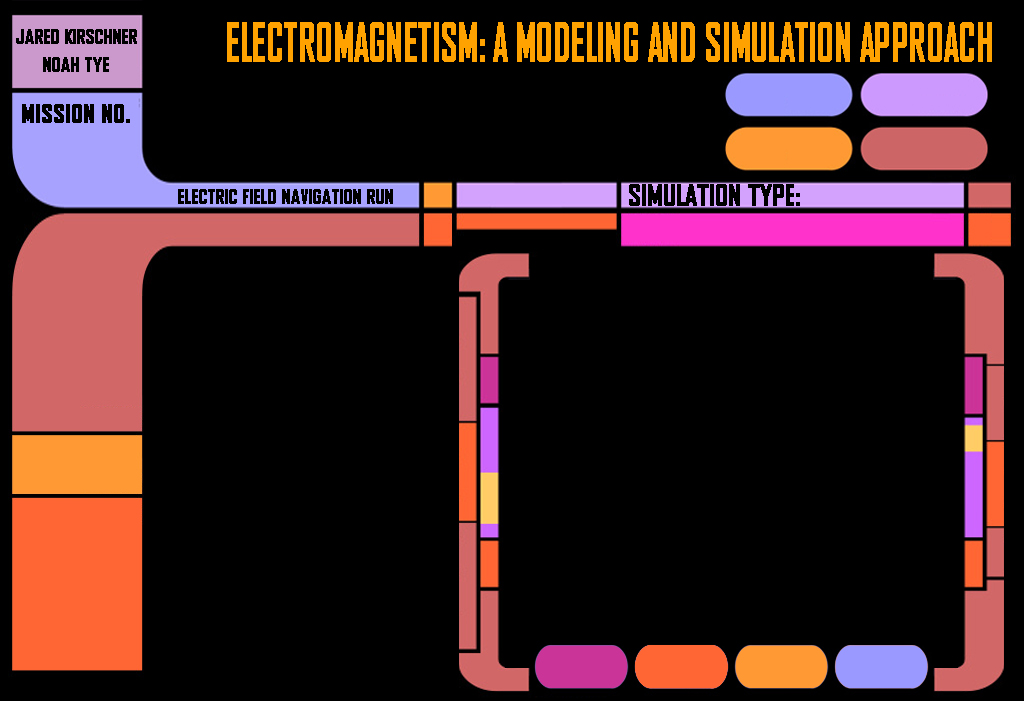 JARED KIRSCHNER
NOAH TYE
ELECTROMAGNETISM: A MODELING AND SIMULATION APPROACH
MISSION NO.
ELECTRIC FIELD NAVIGATION RUN
SIMULATION TYPE: